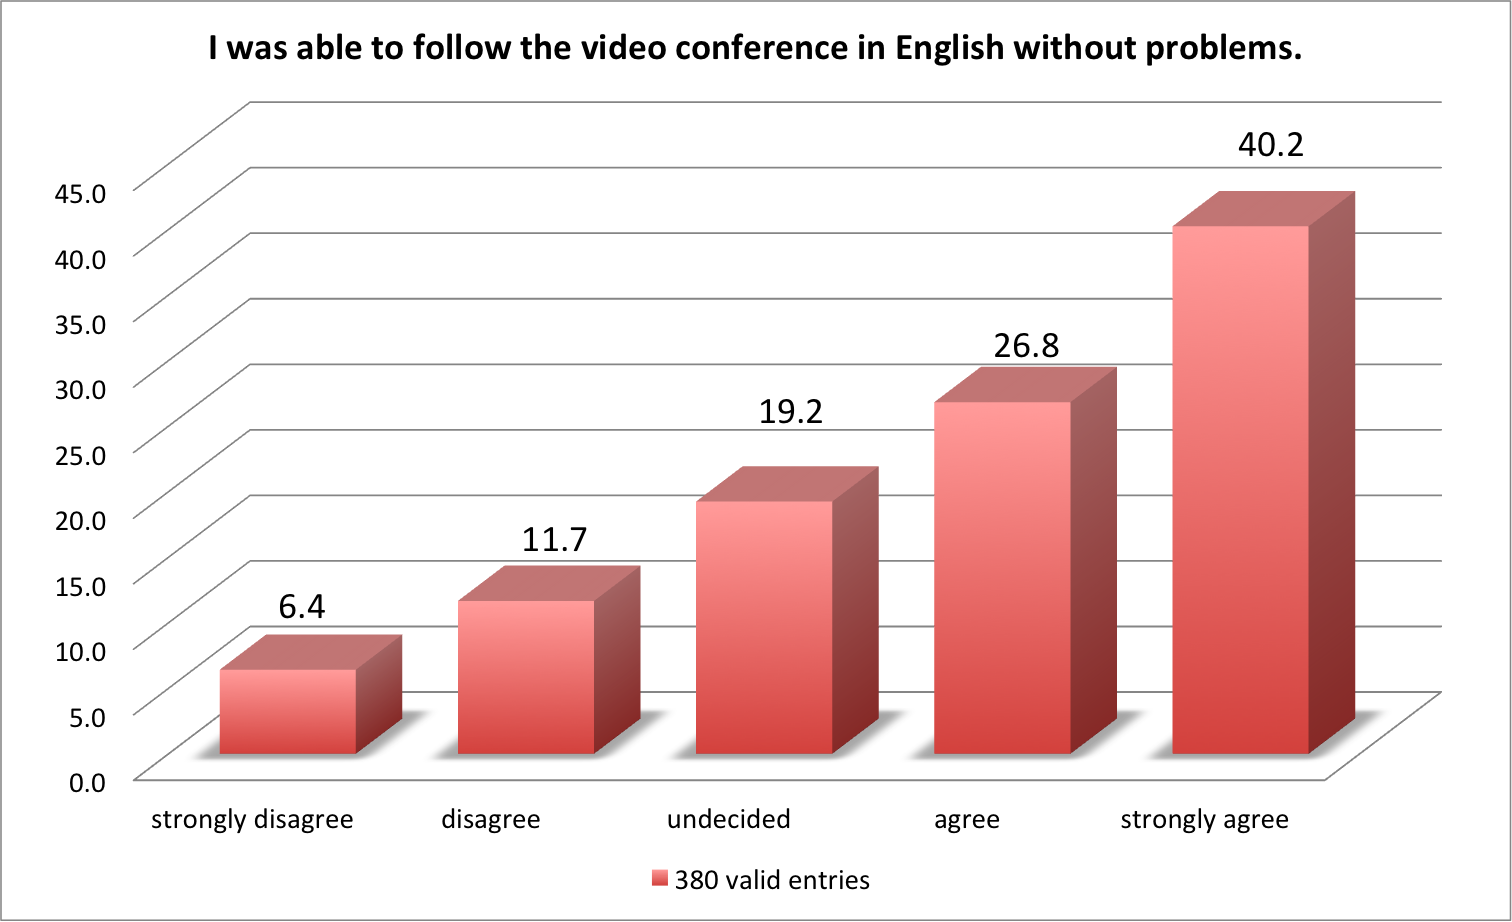 I was able to follow the video conference in English without problems.
45.0
40.0
35.0
30.0
25.0
20.0
15.0
10.0
5.0
0.0
6.4
11.7
19.2
26.8
40.2
strongly disagree
disagree
undecided
agree
strongly agree
380 valid entries